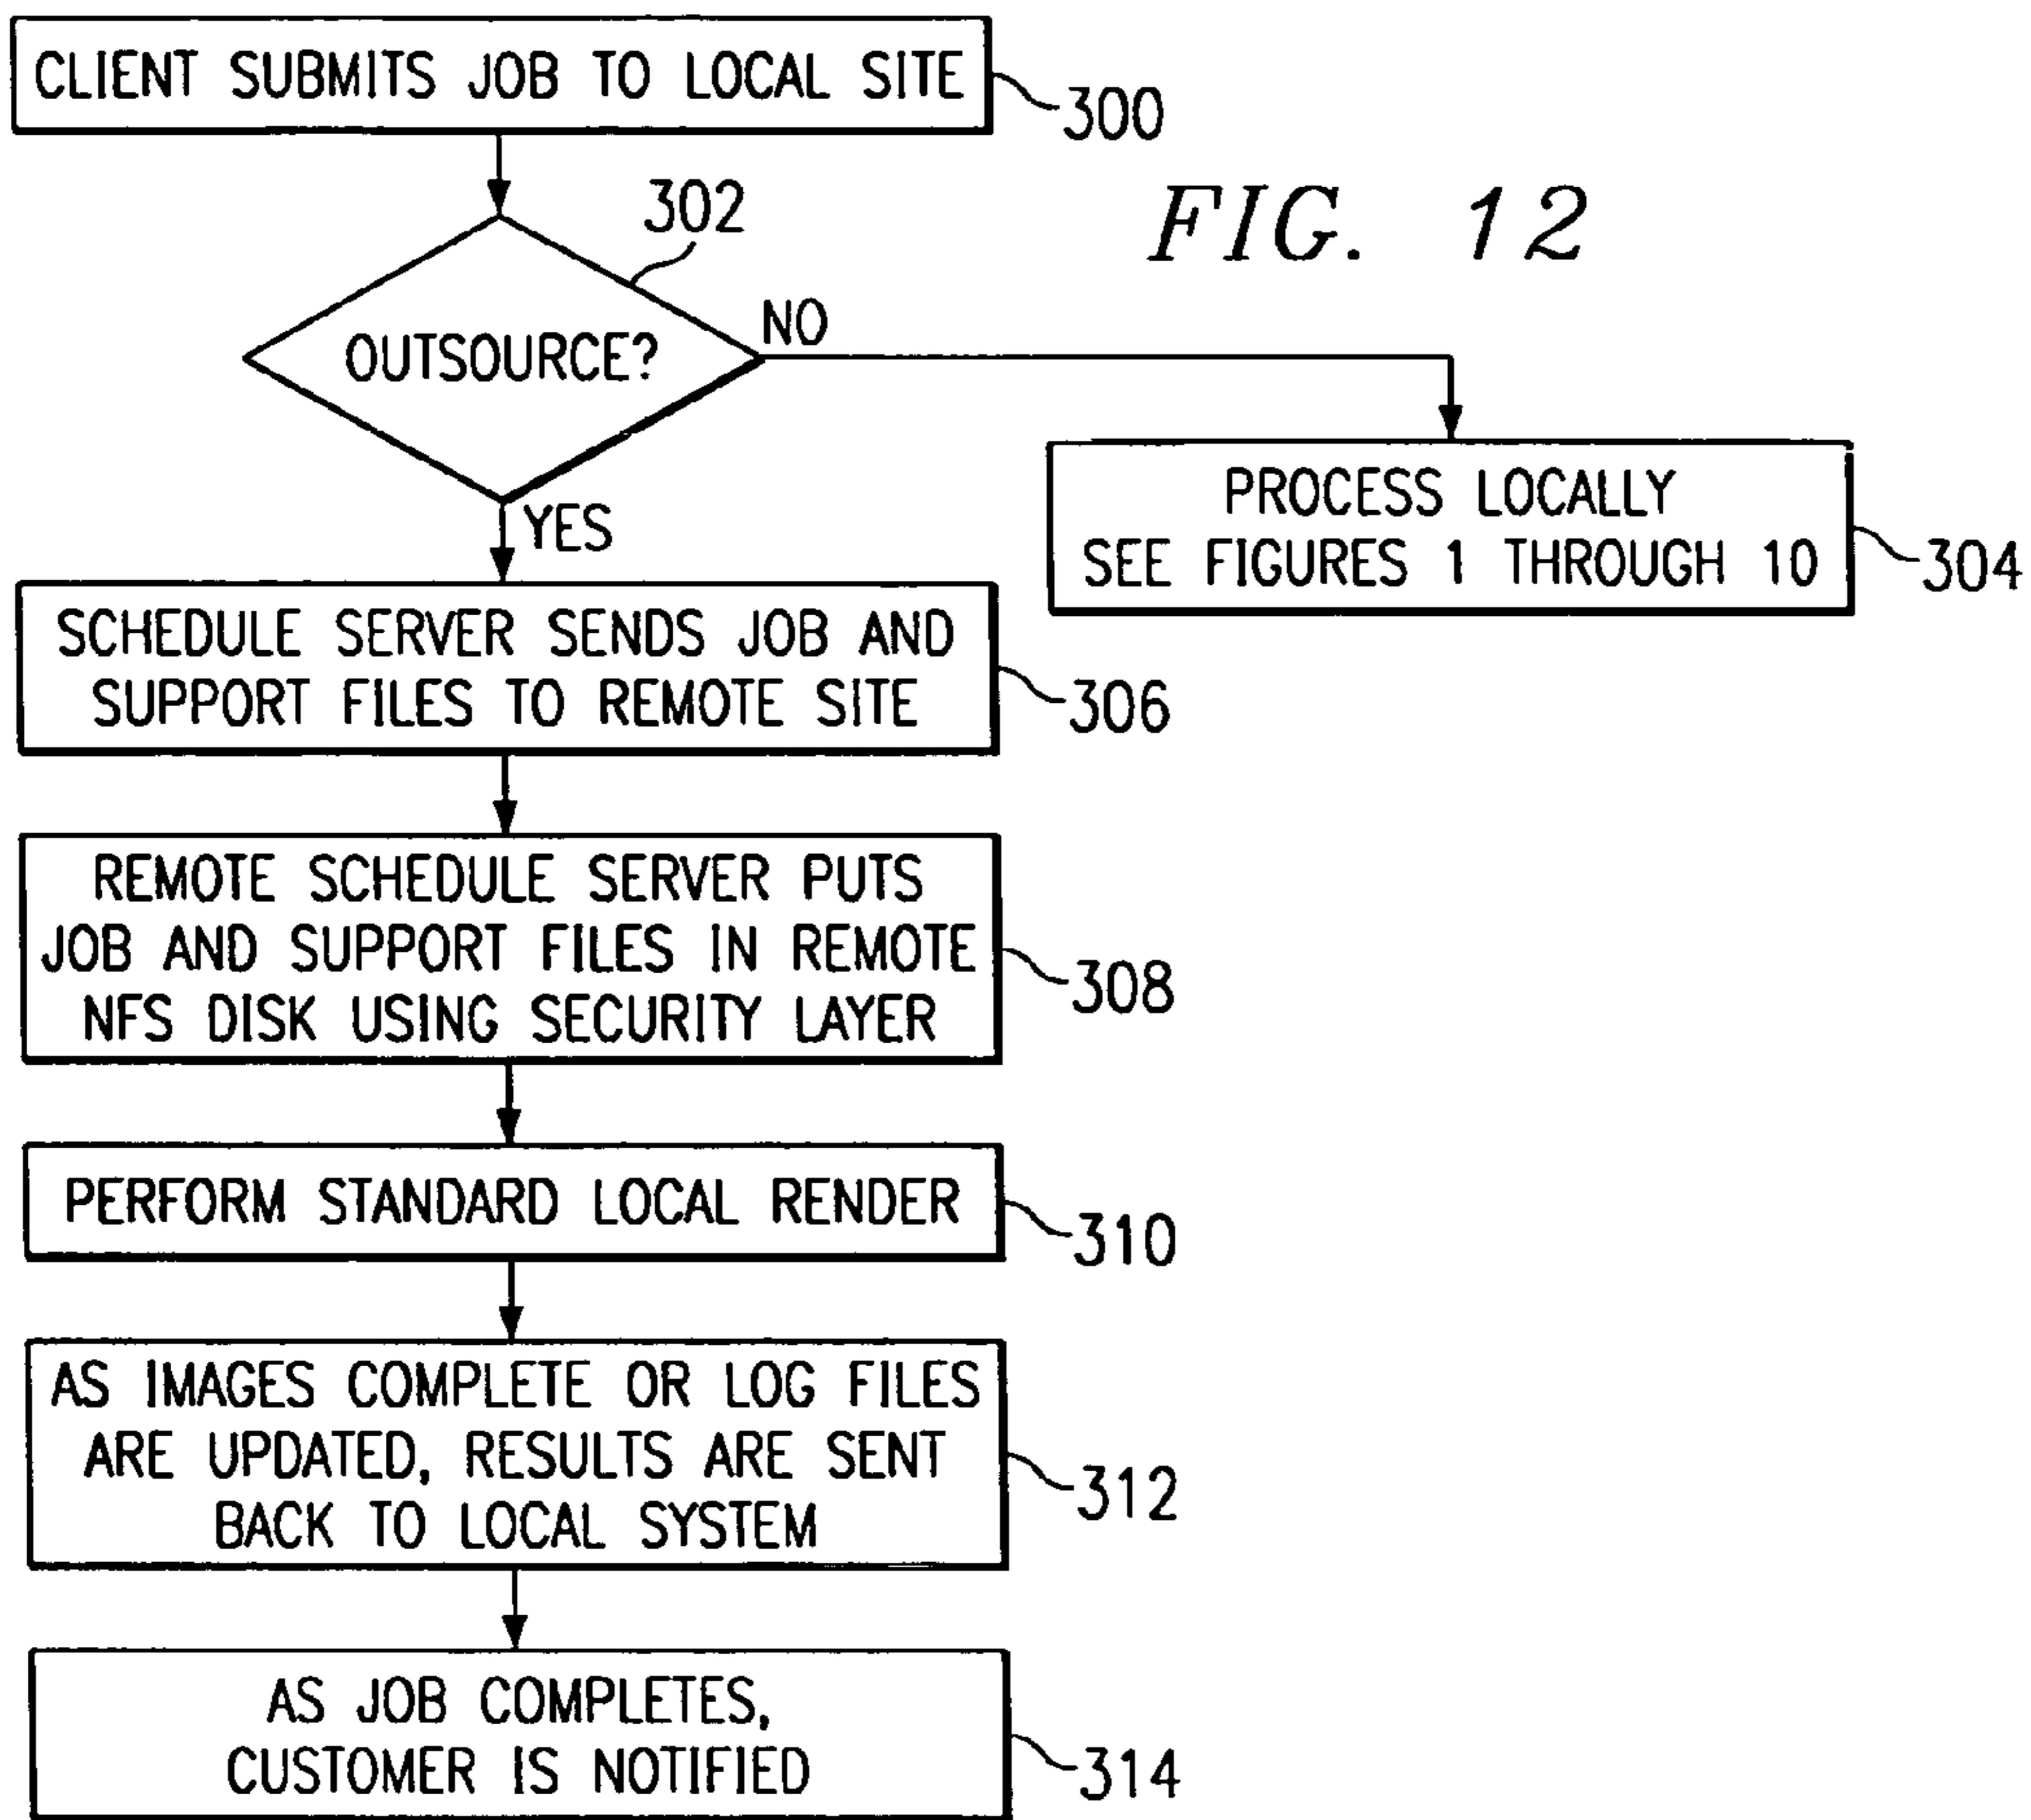 CLIENT SUBMITS JOB TO LOCAL SITE
300
FIG. 12
302
OUTSOURCE?
NO
YES
PROCESS LOCALLY
SEE FIGURES 1 THROUGH 10
304
SCHEDULE SERVER SENDS JOB AND
SUPPORT FILES TO REMOTE SITE
306
REMOTE SCHEDULE SERVER PUTS
JOB AND SUPPORT FILES IN REMOTE
NFS DISK USING SECURITY LAYER
308
PERFORM STANDARD LOCAL RENDER
310
AS IMAGES COMPLETE OR LOG FILES
ARE UPDATED, RESULTS ARE SENT
BACK TO LOCAL SYSTEM
312
AS JOB COMPLETES,
CUSTOMER IS NOTIFIED
314